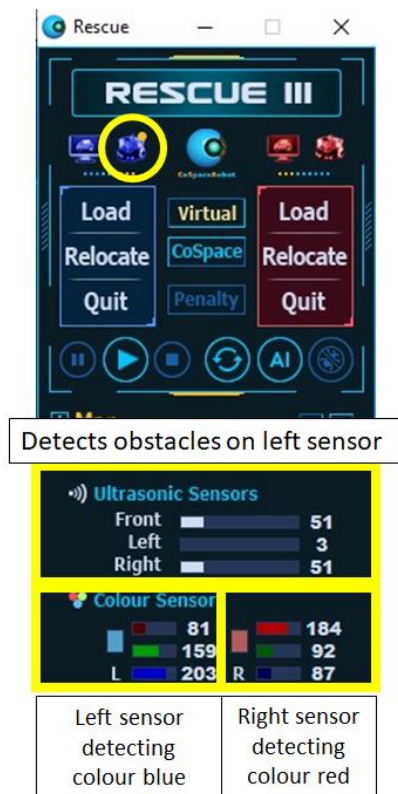 Rescue
RESCUE III
CoSpaceRobot
Load Virtual Load
Relocate CoSpace Relocate
Quit Penalty Quit
AI
Detects obstacles on left sensor
Ultrasonic Sensors
Front 51
Left 3
Right 51
Colour Sensor
81 184
159 92
L 203 R 87
Left sensor Right sensor
detecting detecting
colour blue colour red